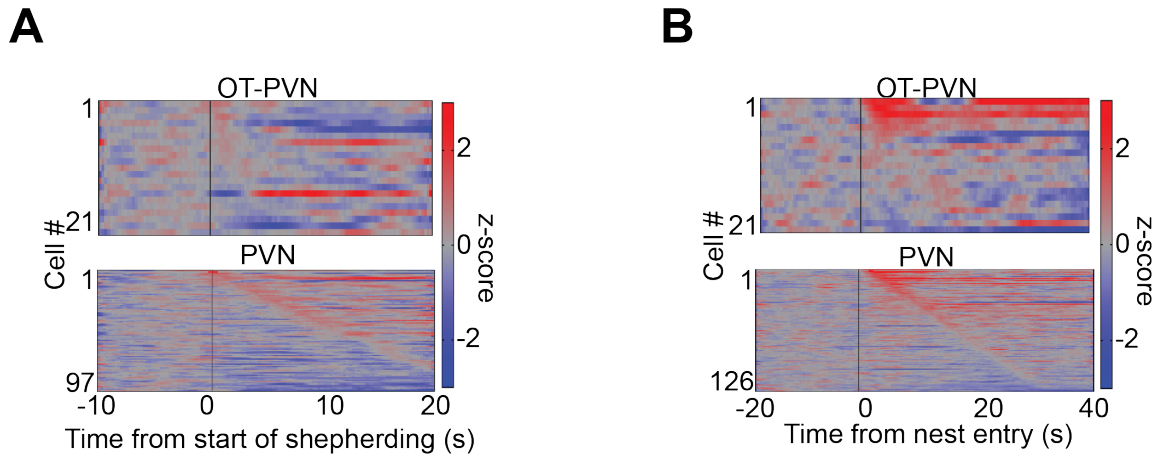 A
OT-PVN
1
21
PVN
1
97
Cell #
-10 0 10 20
Time from start of shepherding (s)
2
0
-2
z-score
B
OT-PVN
1
21
PVN
1
126
Cell #
-20 0 20 40
Time from nest entry (s)
2
0
-2
z-score